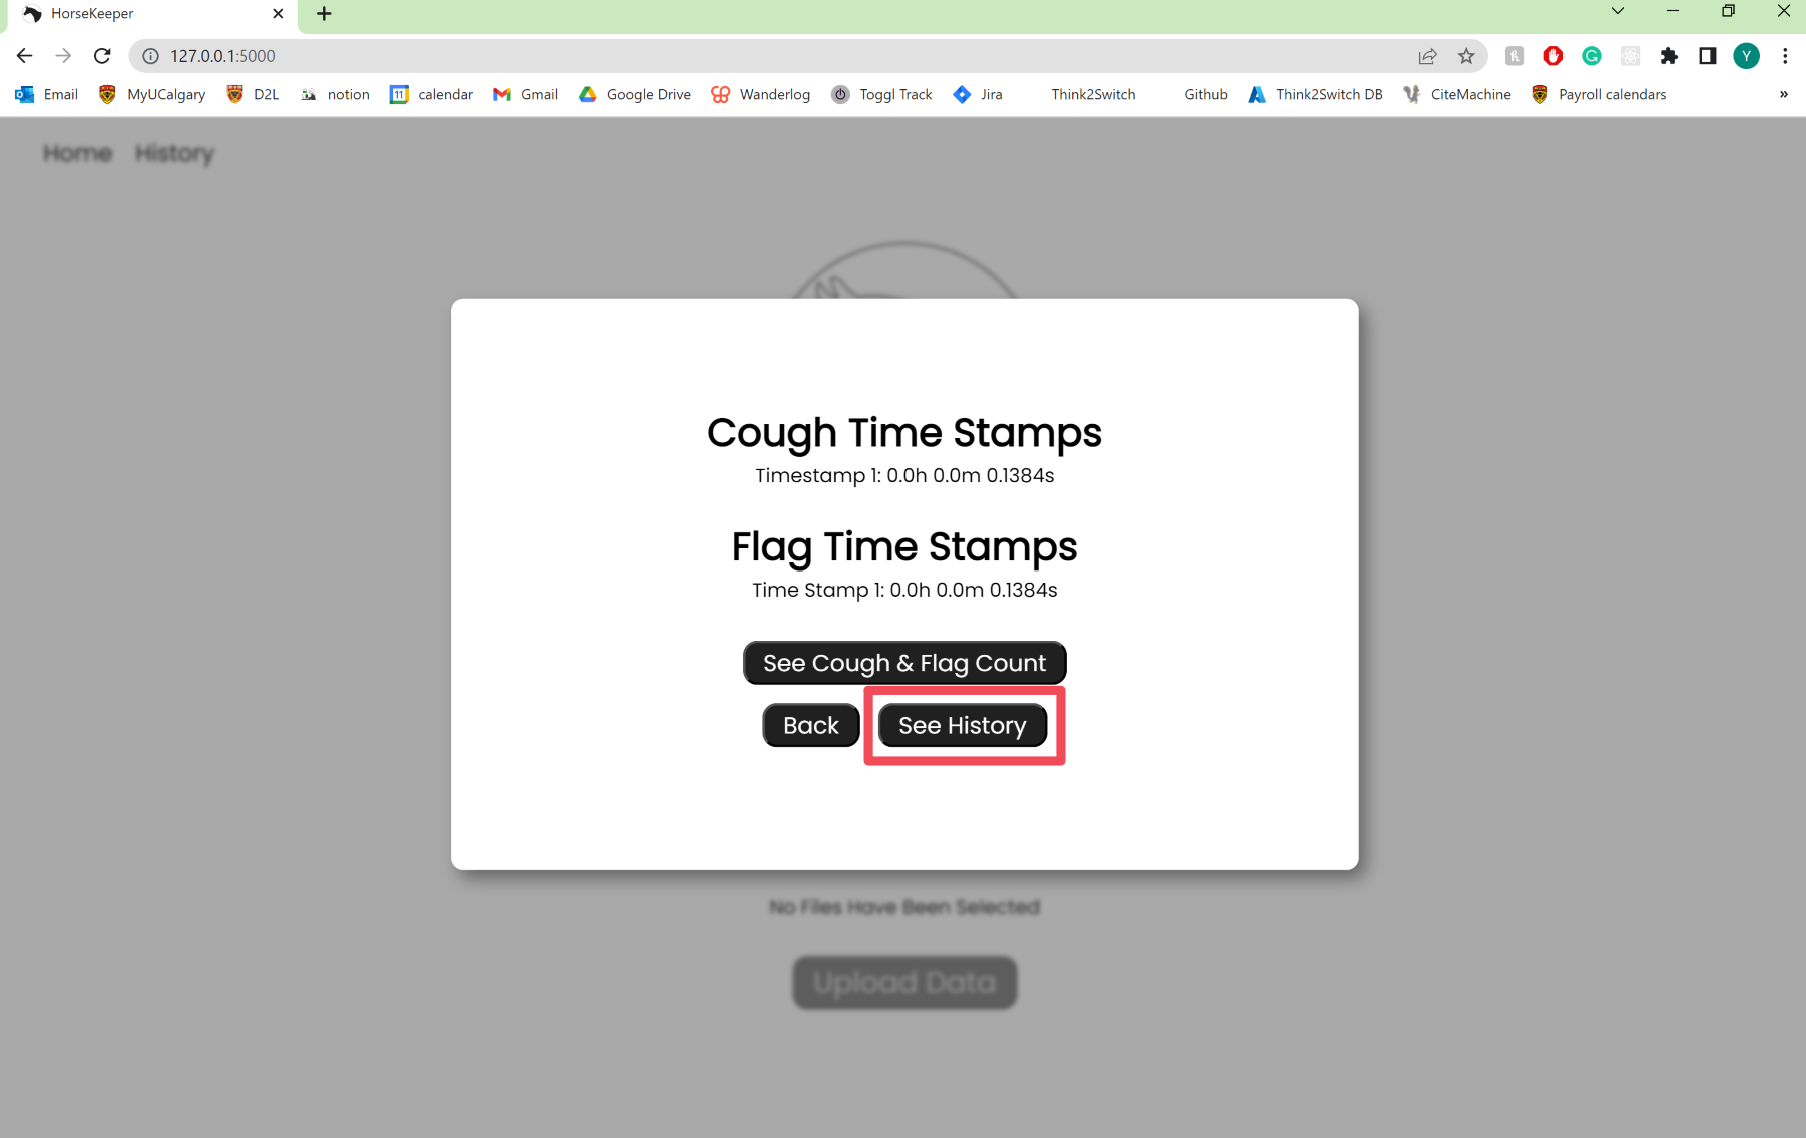 HorseKeeper
127.0.0.1:5000
Y
Email MyUCalgary D2L notion 11 calendar Gmail Google Drive Wanderlog Toggl Track Jira Think2Switch Github Think2Switch DB CiteMachine Payroll calendars »
Home History
Cough Time Stamps
Timestamp 1: 0.0h 0.0m 0.1384s
Flag Time Stamps
Time Stamp 1: 0.0h 0.0m 0.1384s
See Cough & Flag Count
Back See History
No Files Have Been Selected
Upload Data